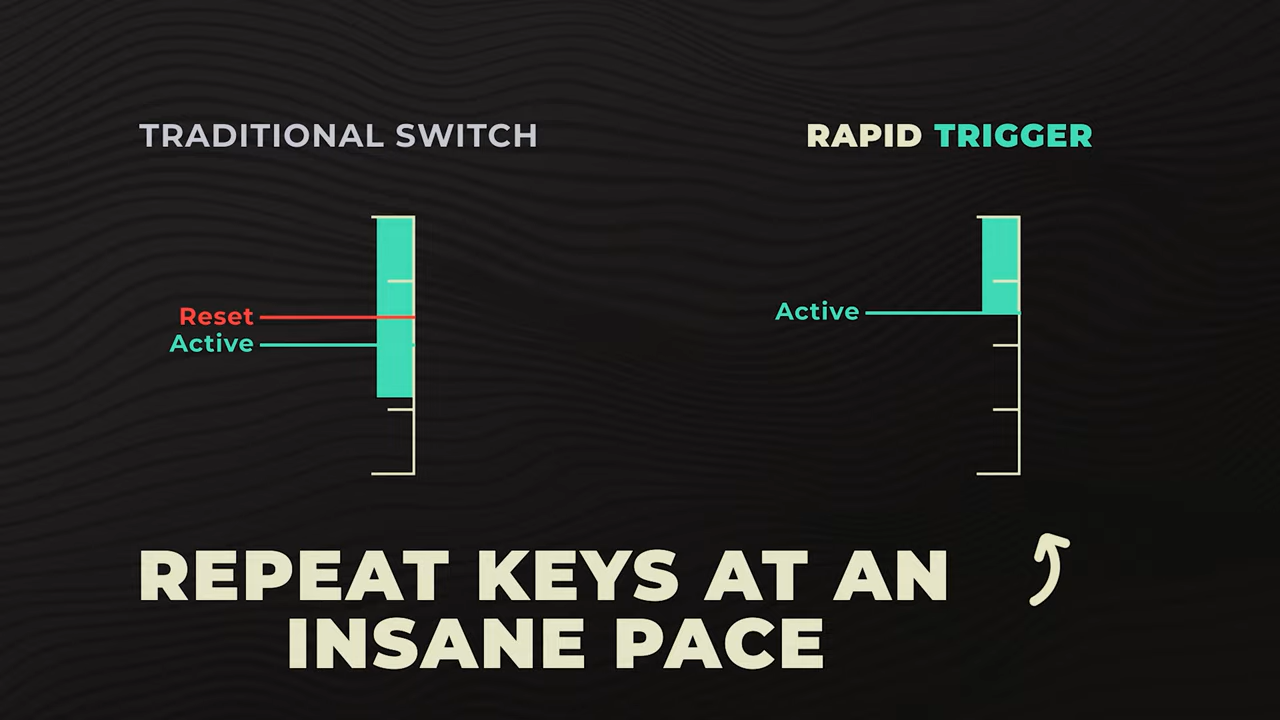 TRADITIONAL SWITCH
RAPID TRIGGER
Reset
Active
Active
REPEAT KEYS AT AN
INSANE PACE